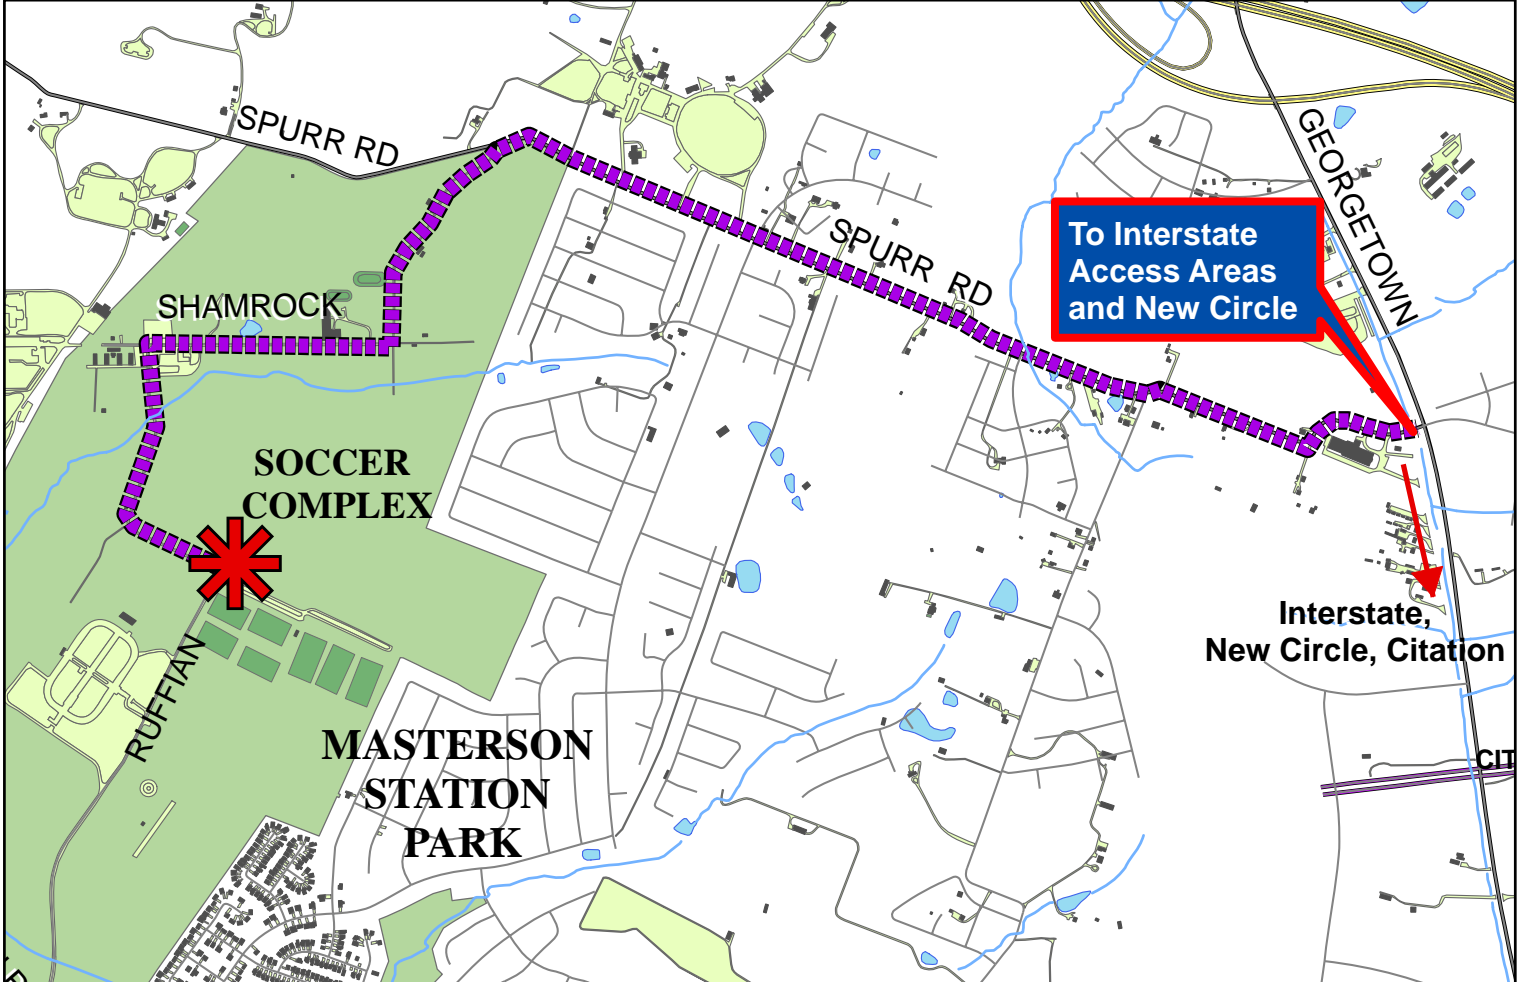 SPURR RD
GEORGETOWN
To Interstate
Access Areas
and New Circle
SPURR RD
SHAMROCK
SOCCER
COMPLEX
Interstate,
New Circle, Citation
RUFFIAN
MASTERSON
STATION
PARK
CIT